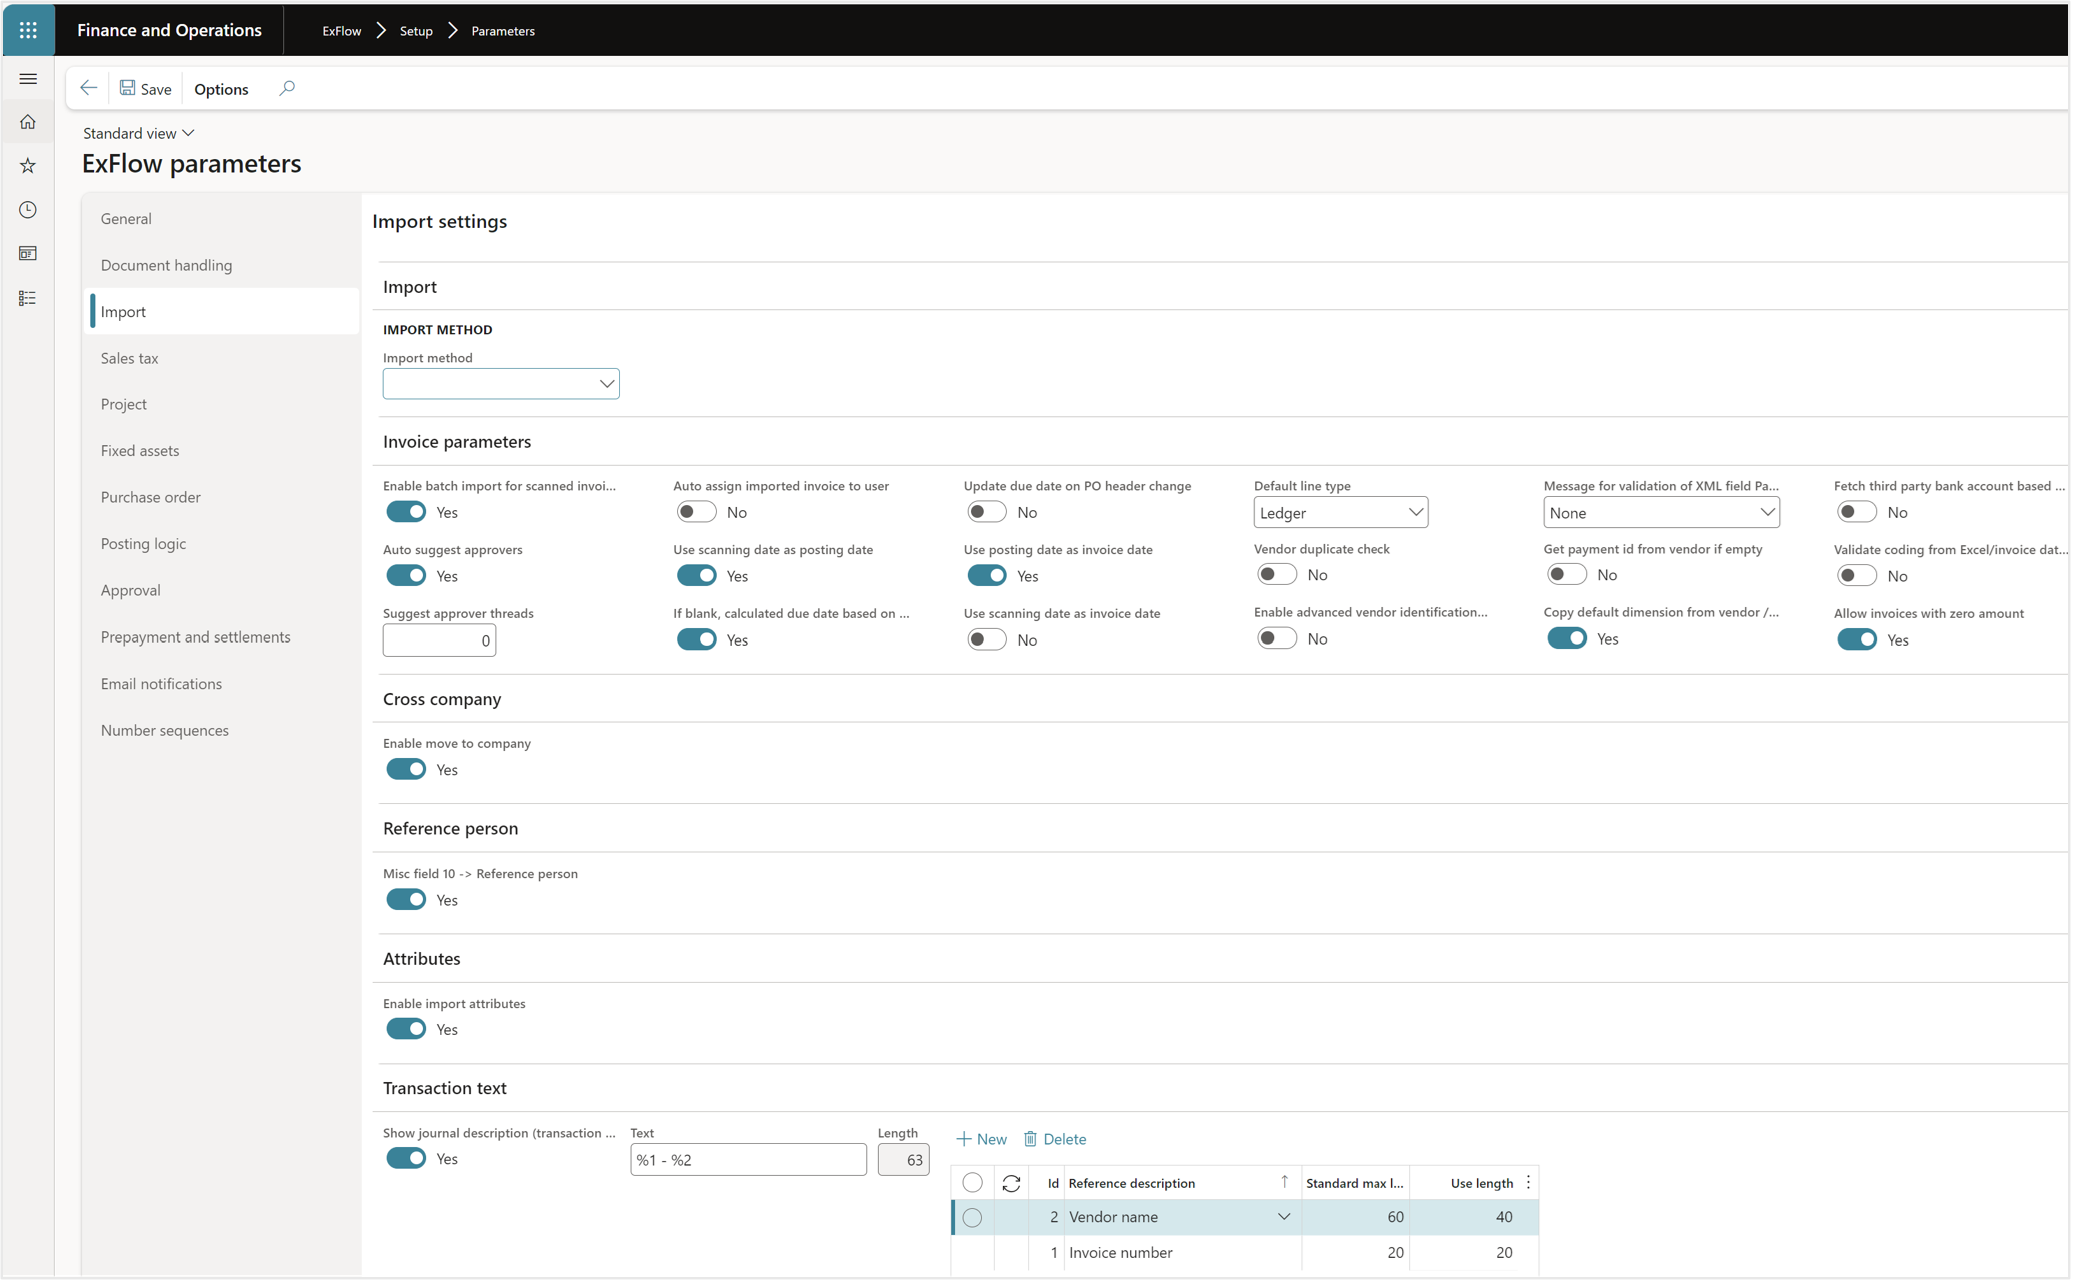 Finance and Operations
ExFlow
Setup
Parameters
Save
Options
Standard view
ExFlow parameters
General
Document handling
Import
Sales tax
Project
Fixed assets
Purchase order
Posting logic
Approval
Prepayment and settlements
Email notifications
Number sequences
Import settings
Import
IMPORT METHOD
Import method
Invoice parameters
Enable batch import for scanned invoi...
Yes
Auto suggest approvers
Yes
Suggest approver threads
0
Auto assign imported invoice to user
No
Use scanning date as posting date
Yes
If blank, calculated due date based on ...
Yes
Update due date on PO header change
No
Use posting date as invoice date
Yes
Use scanning date as invoice date
No
Default line type
Ledger
Vendor duplicate check
No
Enable advanced vendor identification...
No
Message for validation of XML field Pa...
None
Get payment id from vendor if empty
No
Copy default dimension from vendor /...
Yes
Fetch third party bank account based ...
No
Validate coding from Excel/invoice dat...
No
Allow invoices with zero amount
Yes
Cross company
Enable move to company
Yes
Reference person
Misc field 10 -> Reference person
Yes
Attributes
Enable import attributes
Yes
Transaction text
Show journal description (transaction ...
Yes
Text
%1 - %2
Length
63
New
Delete
Id Reference description Standard max l... Use length
2 Vendor name 60 40
1 Invoice number 20 20